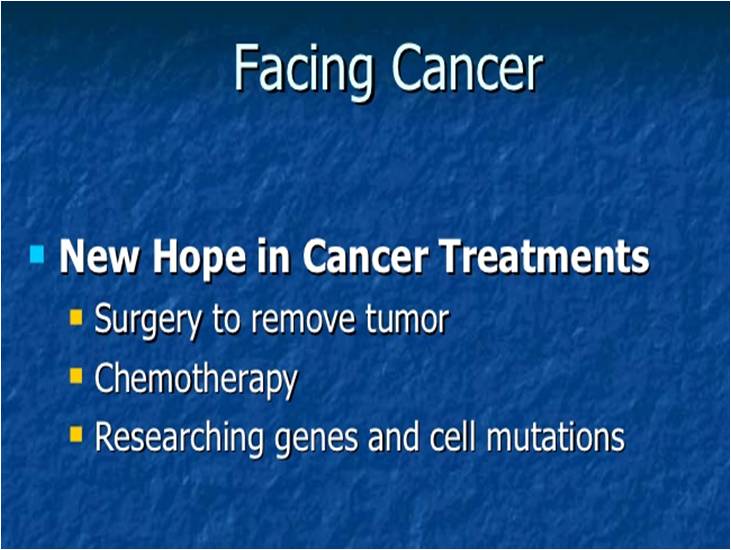 Facing Cancer
New Hope in Cancer Treatments
Surgery to remove tumor
Chemotherapy
Researching genes and cell mutations